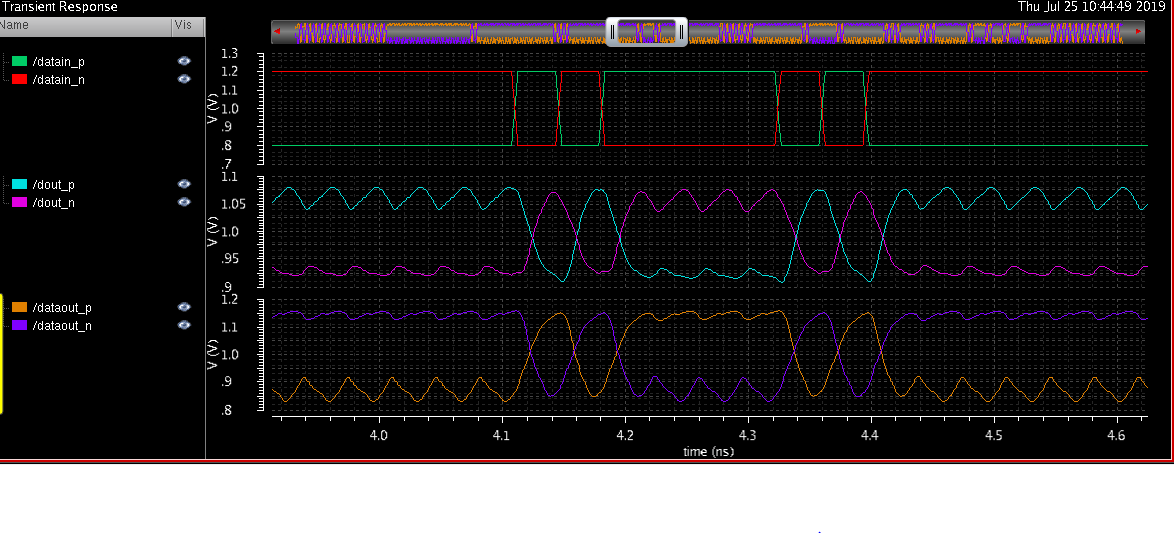 Transient Response
Thu Jul 25 10:44:49 2019
Name
Vis
/datain_p
/datain_n
V (V)
1.3
1.2
1.1
1.0
.9
.8
.7
/dout_p
/dout_n
V (V)
1.1
1.05
1.0
.95
.9
/dataout_p
/dataout_n
V (V)
1.2
1.1
1.0
.9
.8
4.0
4.1
4.2
4.3
4.4
4.5
4.6
time (ns)